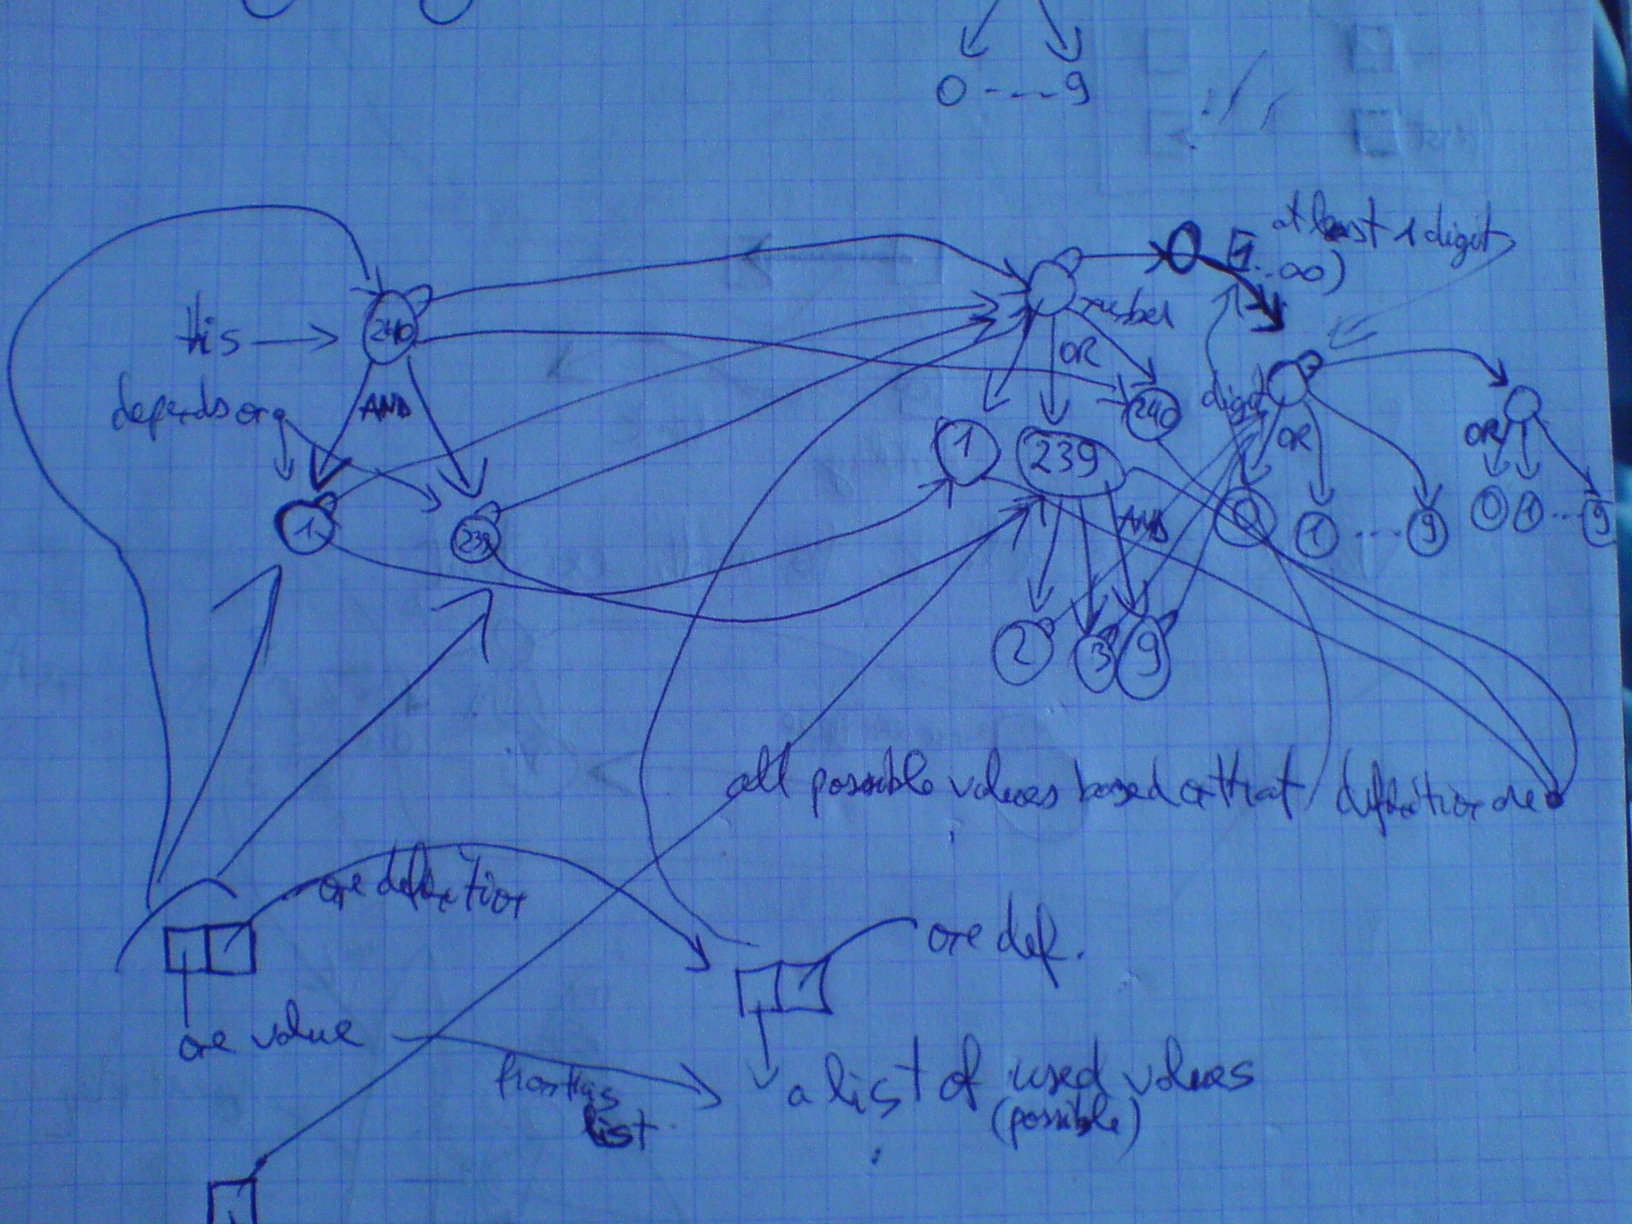 0 - - - - 9
at least 1 digit
[1..∞)
this
240
number
OR
depends on
AND
240
digit
OR
OR
1
239
1
239
AND
0
1
....
9
0
1
...
9
2
3
9
all possible values based on that definition are
one definition
one def.
one value
from this
list
a list of used values
(possible)